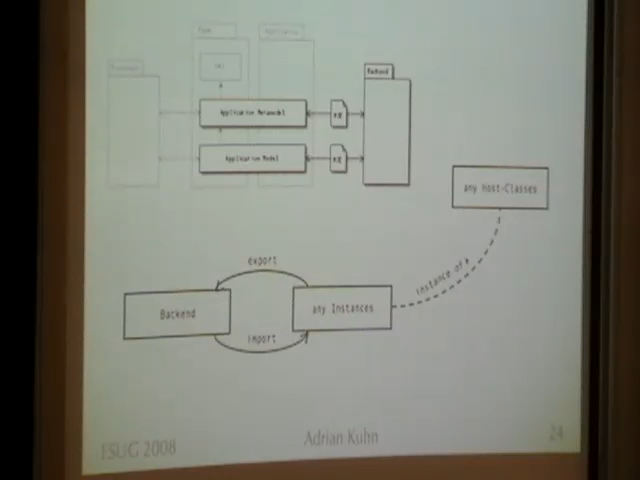 Application Metamodel
Application Model
Backend
any Host-Classes
instance of
export
Backend
any Instances
import
ESUG 2008
Adrian Kuhn
24